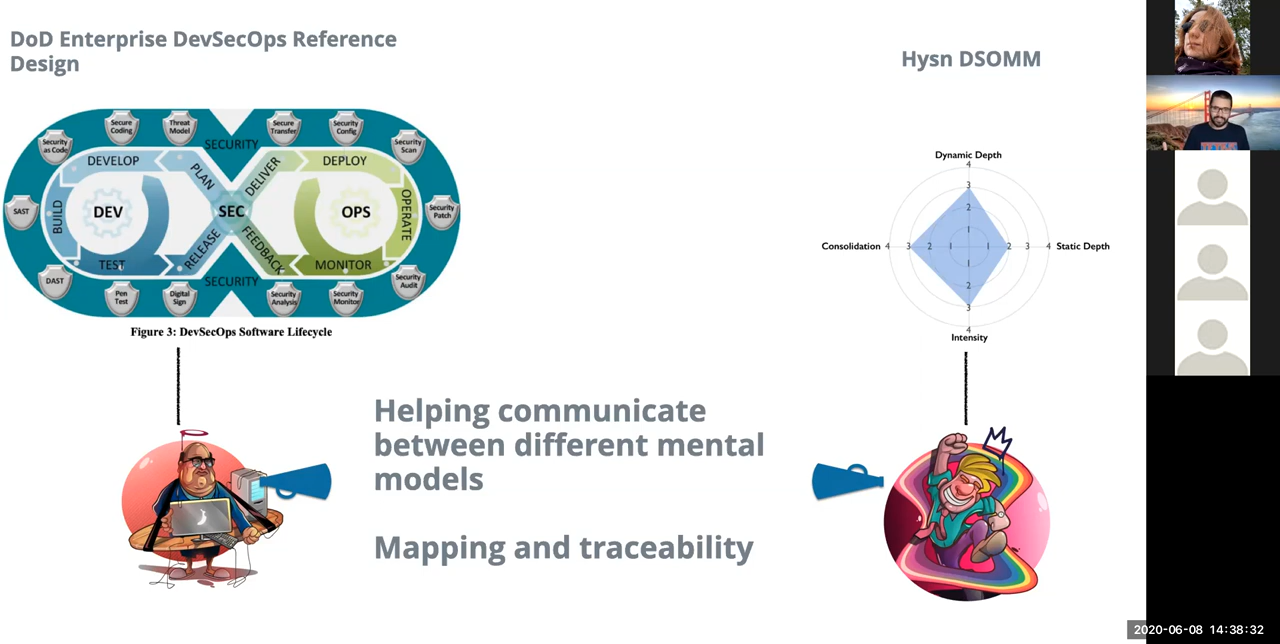 DoD Enterprise DevSecOps Reference
Design
Hysn DSOMM
Secure
Coding
Threat
Model
Secure
Transfer
Security
Config
Security
as Code
SECURITY
Security
Scan
DEVELOP
PLAN
DELIVER
DEPLOY
SAST
BUILD
DEV
SEC
OPS
OPERATE
Security
Patch
TEST
RELEASE
FEEDBACK
MONITOR
DAST
SECURITY
Security
Audit
Pen
Test
Digital
Sign
Security
Analysis
Security
Monitor
Figure 3: DevSecOps Software Lifecycle
Dynamic Depth
4
3
2
1
Consolidation 4 3 2 1 1 2 3 4 Static Depth
1
2
3
4
Intensity
Helping communicate
between different mental
models
Mapping and traceability
2020-06-08 14:38:32